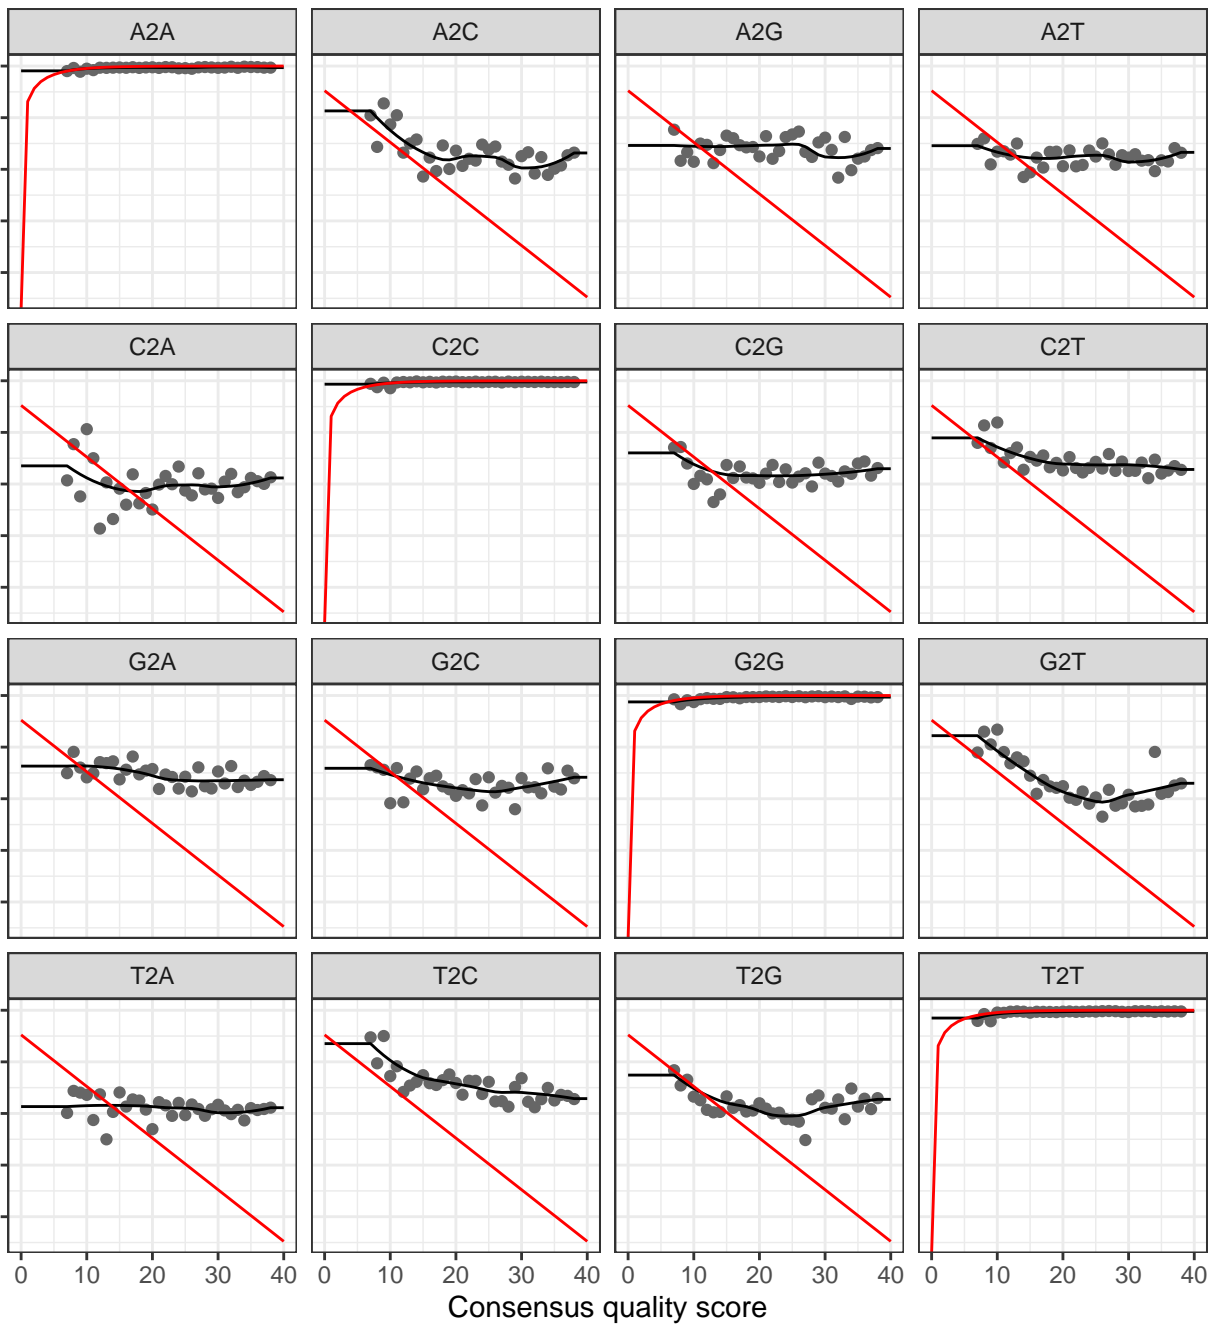 A2A A2C A2G A2T
C2A C2C C2G C2T
G2A G2C G2G G2T
T2A T2C T2G T2T
0 10 20 30 40 0 10 20 30 40 0 10 20 30 40 0 10 20 30 40
Consensus quality score